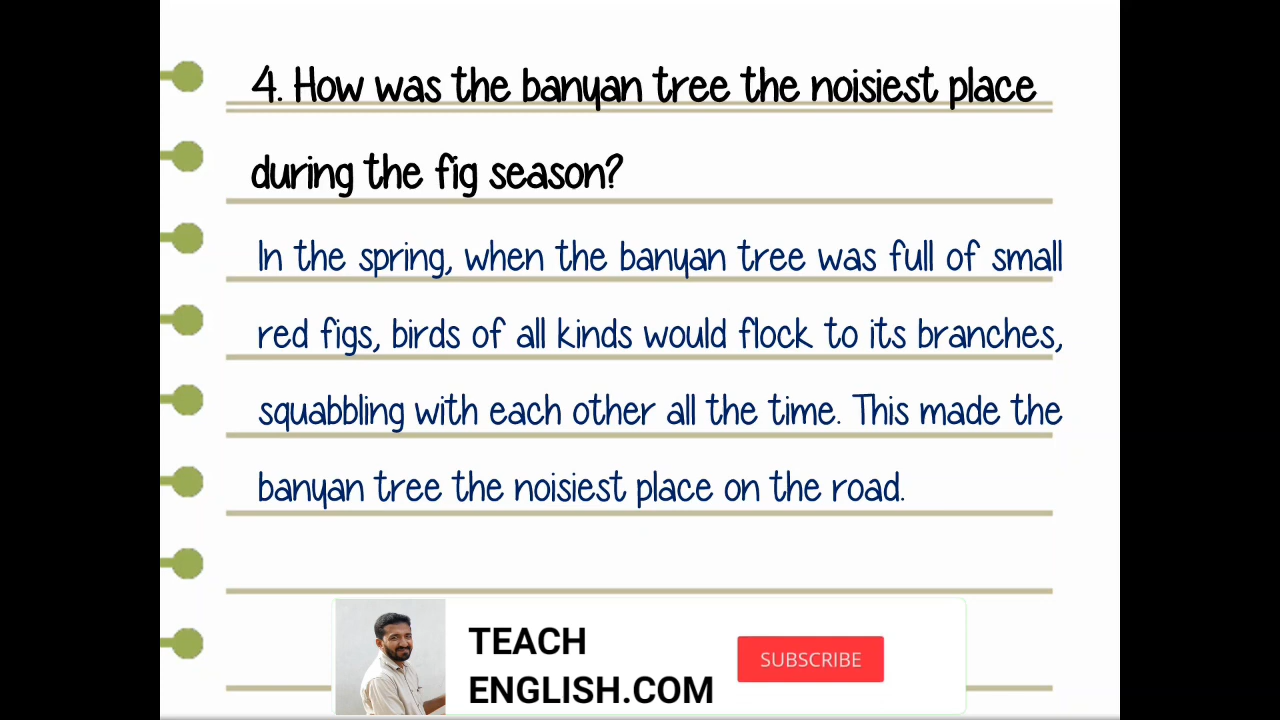 4. How was the banyan tree the noisiest place
during the fig season?
In the spring, when the banyan tree was full of small
red figs, birds of all kinds would flock to its branches,
squabbling with each other all the time. This made the
banyan tree the noisiest place on the road.
TEACH
ENGLISH.COM
SUBSCRIBE